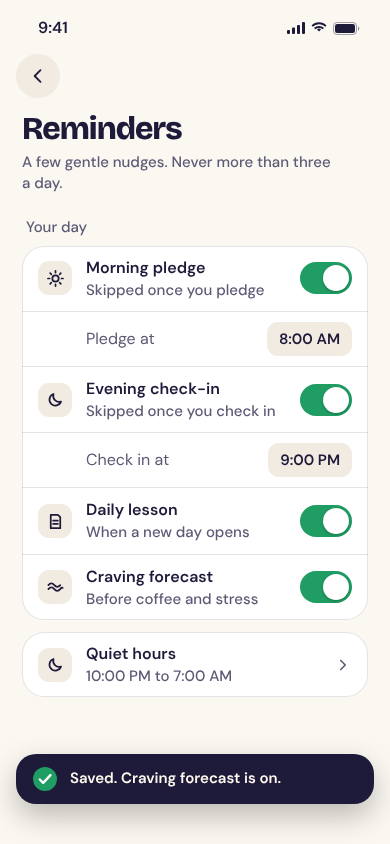 9:41
Reminders
A few gentle nudges. Never more than three
a day.
Your day
Morning pledge
Skipped once you pledge
Pledge at
8:00 AM
Evening check-in
Skipped once you check in
Check in at
9:00 PM
Daily lesson
When a new day opens
Craving forecast
Before coffee and stress
Quiet hours
10:00 PM to 7:00 AM
Saved. Craving forecast is on.